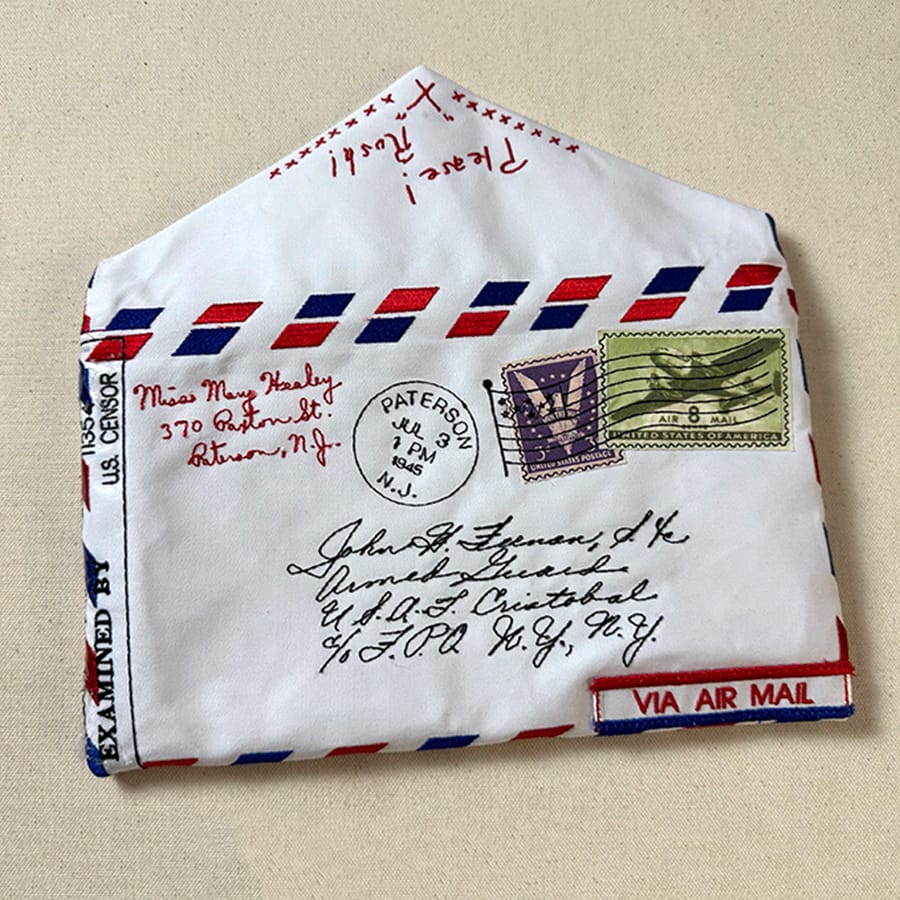 "X"
Please! Rush!
Miss Mary Healey
370 Paxton St.
Paterson, N.J.
PATERSON
JUL 3
1 PM
1945
N.J.
3¢
UNITED STATES POSTAGE
8
AIR MAIL
UNITED STATES OF AMERICA
John H. Feenan, S 1/c
Armed Guard
U.S.A.T. Cristobal
c/o F.P.O. N.Y., N.Y.
VIA AIR MAIL
EXAMINED BY
U.S. CENSOR